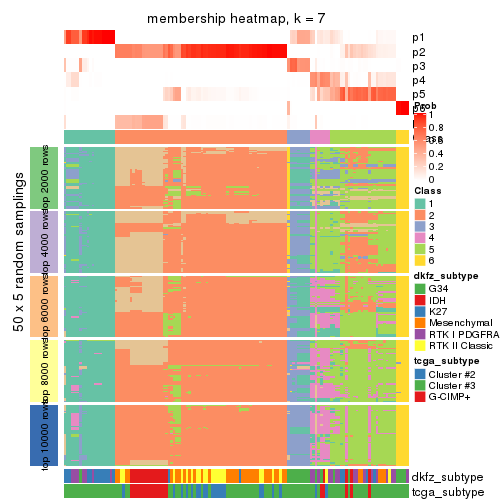 membership heatmap, k = 7
p1
p2
p3
p4
p5
Prob
1
0.8
0.6
0.4
0.2
0
Class
1
2
3
4
5
6
dkfz_subtype
G34
IDH
K27
Mesenchymal
RTK I PDGFRA
RTK II Classic
tcga_subtype
Cluster #2
Cluster #3
G-CIMP+
50 x 5 random samplings
top 2000 rows
top 4000 rows
top 6000 rows
top 8000 rows
top 10000 rows
dkfz_subtype
tcga_subtype